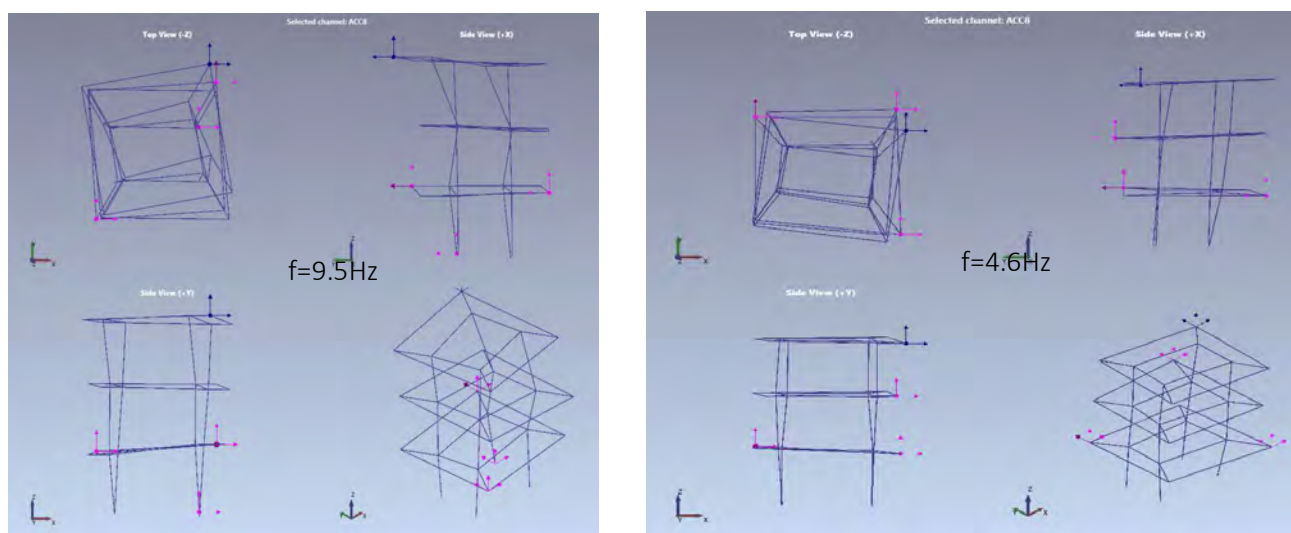 Selected channel: ACC8
Top View (-Z)
Side View (+X)
f=9.5Hz
Side View (+Y)
Selected channel: ACC6
Top View (-Z)
Side View (+X)
f=4.6Hz
Side View (+Y)